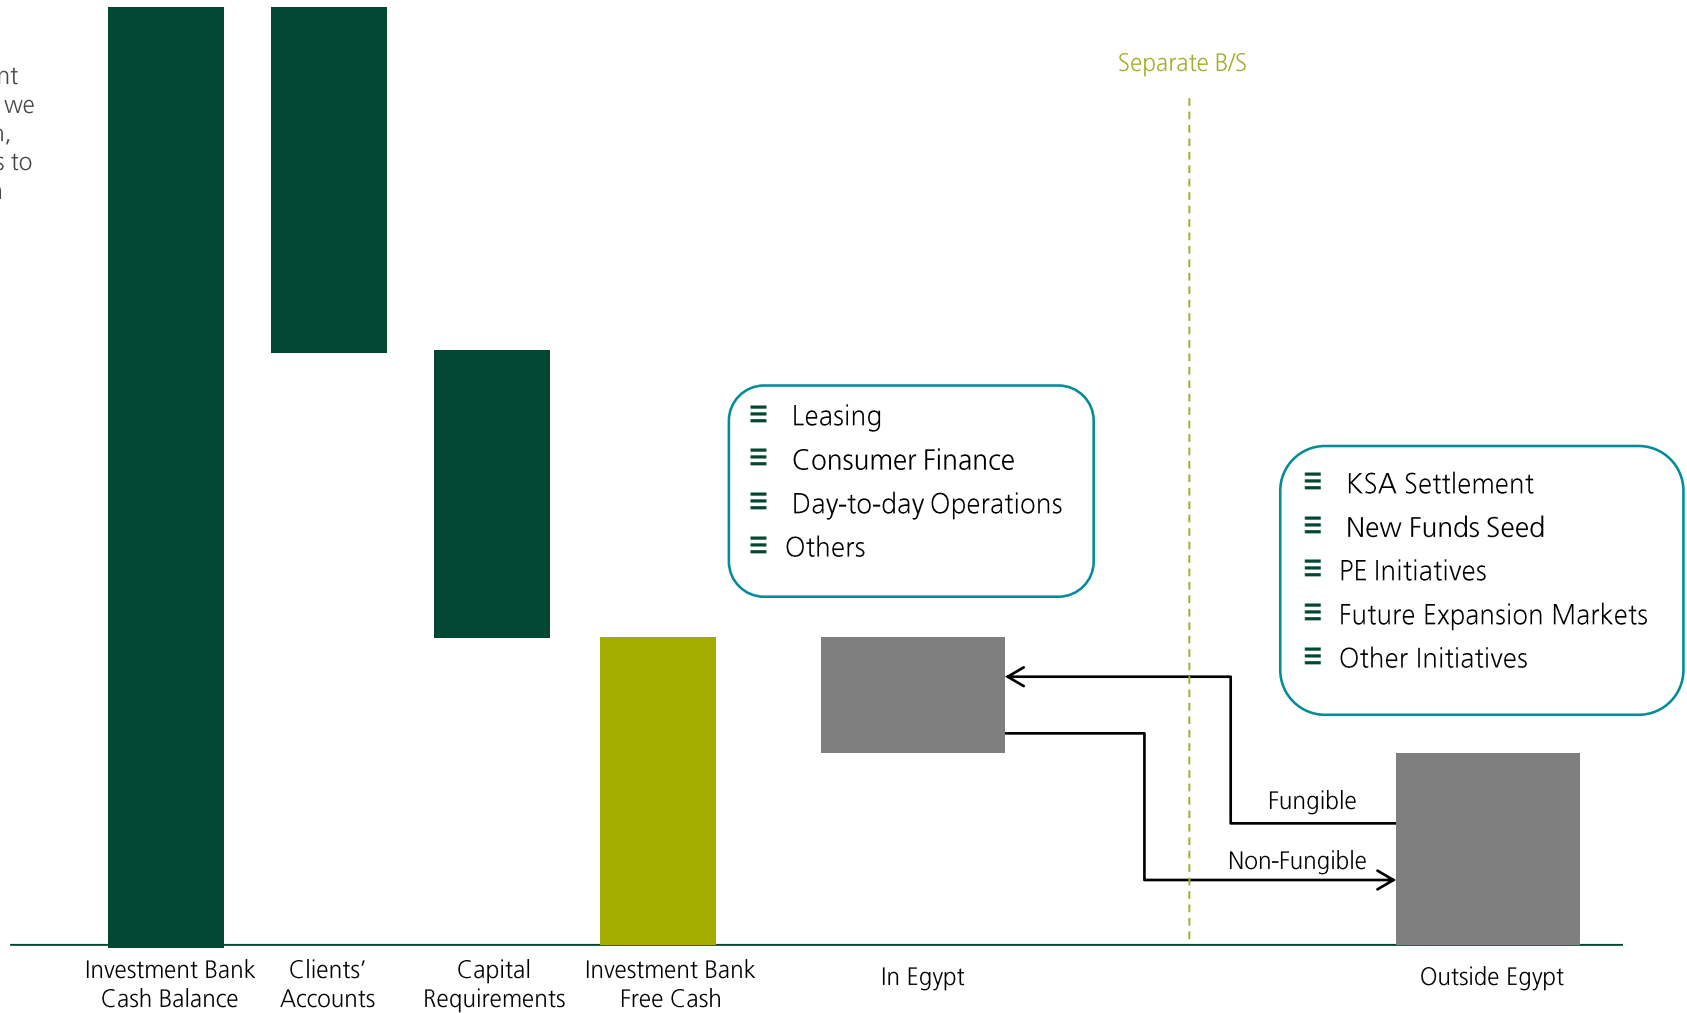 we
to
Separate B/S
Leasing
Consumer Finance
Day-to-day Operations
Others
KSA Settlement
New Funds Seed
PE Initiatives
Future Expansion Markets
Other Initiatives
Fungible
Non-Fungible
Investment Bank
Cash Balance
Clients’
Accounts
Capital
Requirements
Investment Bank
Free Cash
In Egypt
Outside Egypt